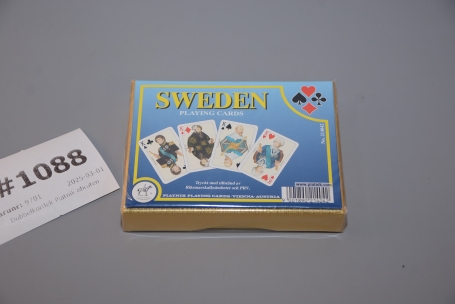 SWEDEN
PLAYING CARDS
Tryckt med tillstånd av
Riksmarskalksämbetet och PRV.
PIATNIK PLAYING CARDS · VIENNA · AUSTRIA
#1088
2025-03-01
9701